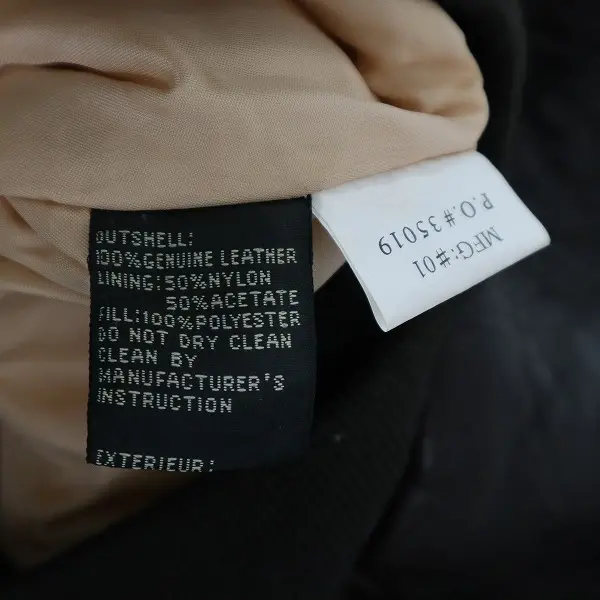 OUTSHELL:
100%GENUINE LEATHER
LINING:50%NYLON
50%ACETATE
FILL:100%POLYESTER
DO NOT DRY CLEAN
CLEAN BY
MANUFACTURER'S
INSTRUCTION
EXTERIEUR:
MFG:#01
P.O.#35019